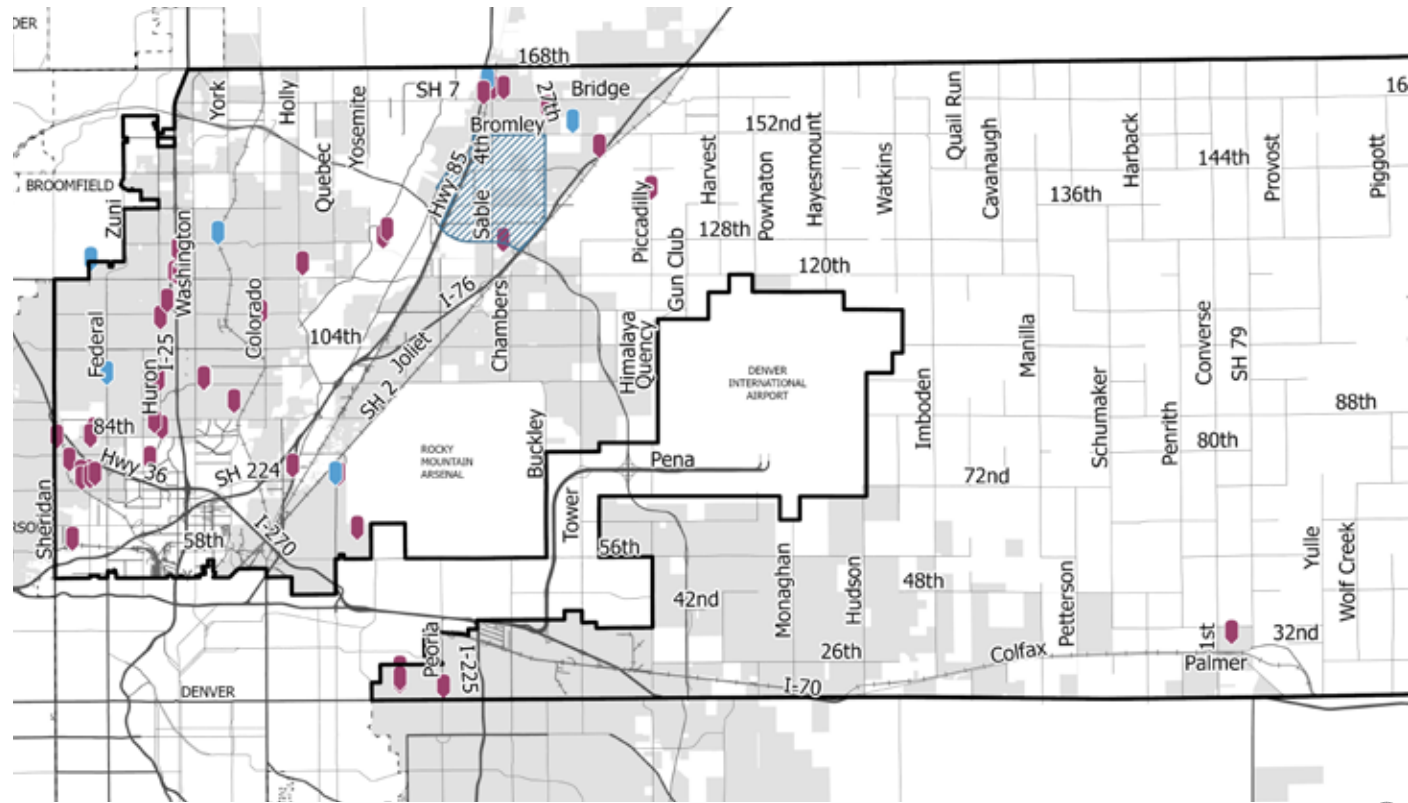 DER
168th
SH 7
27th
Bridge
York
Holly
Yosemite
Bromley
4th
152nd
Quail Run
16
Harvest
Powhaton
Hayesmount
Watkins
Cavanaugh
Harback
144th
Provost
Piggott
BROOMFIELD
Zuni
Quebec
Hwy 85
Sable
Piccadilly
136th
Washington
128th
Gun Club
120th
Federal
Colorado
I-76
Chambers
104th
Joliet
SH 2
Himalaya
Quency
Manilla
Converse
SH 79
Huron
I-25
DENVER
INTERNATIONAL
AIRPORT
Imboden
Schumaker
Penrith
88th
84th
80th
Hwy 36
SH 224
ROCKY
MOUNTAIN
ARSENAL
Buckley
Pena
72nd
Sheridan
RSO
58th
I-270
Tower
56th
Yulle
Wolf Creek
42nd
Monaghan
Hudson
48th
Petterson
Peoria
I-225
26th
Colfax
1st
32nd
Palmer
DENVER
I-70